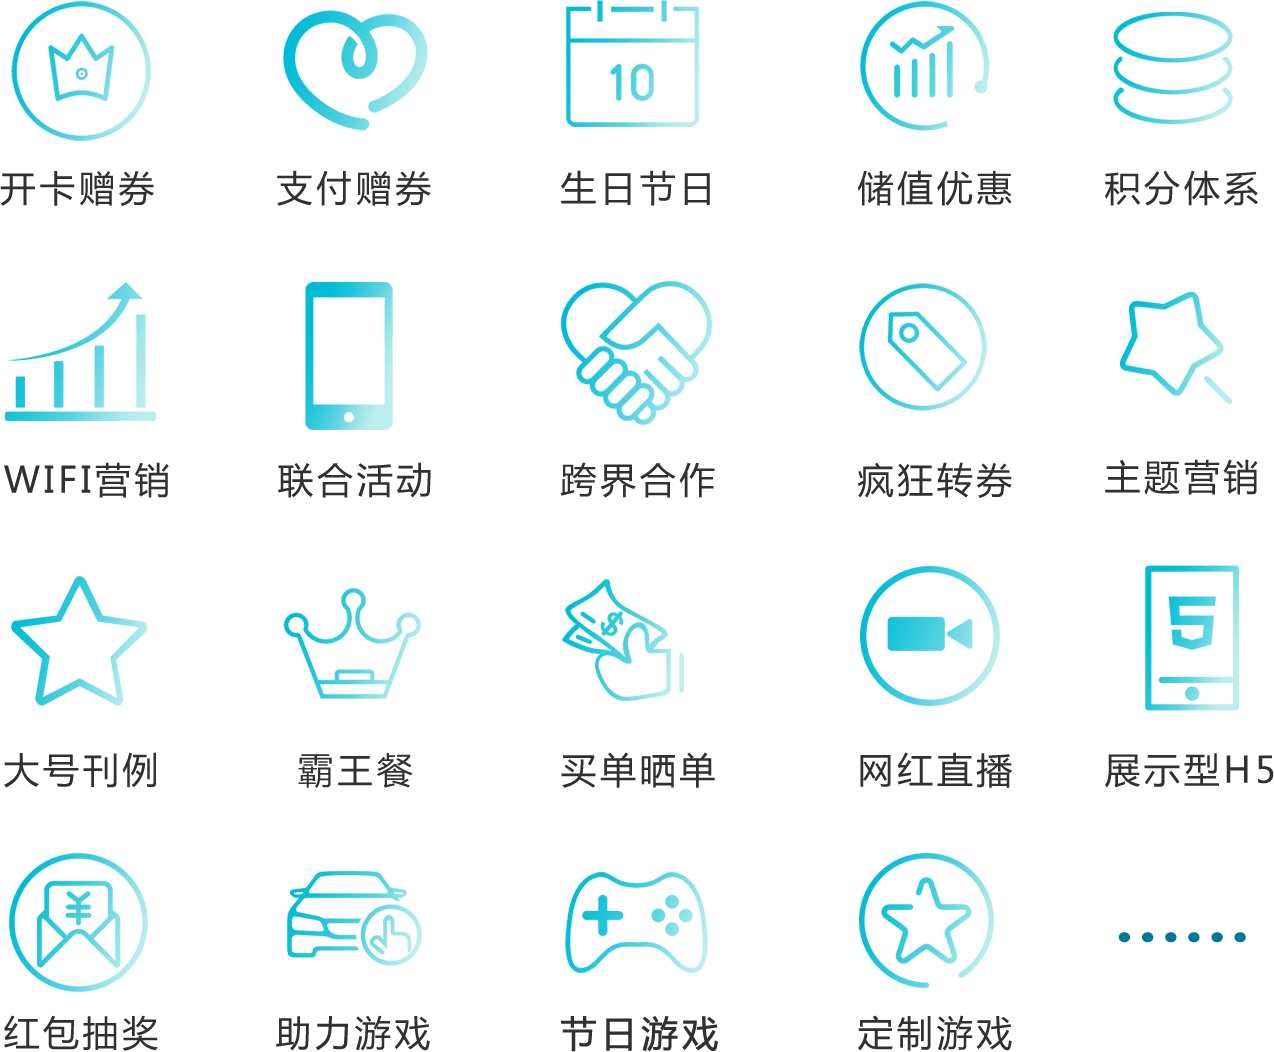 10
开卡赠券 支付赠券 生日节日 储值优惠 积分体系
WIFI营销 联合活动 跨界合作 疯狂转券 主题营销
$
5
大号刊例 霸王餐 买单晒单 网红直播 展示型H5
¥
......
红包抽奖 助力游戏 节日游戏 定制游戏